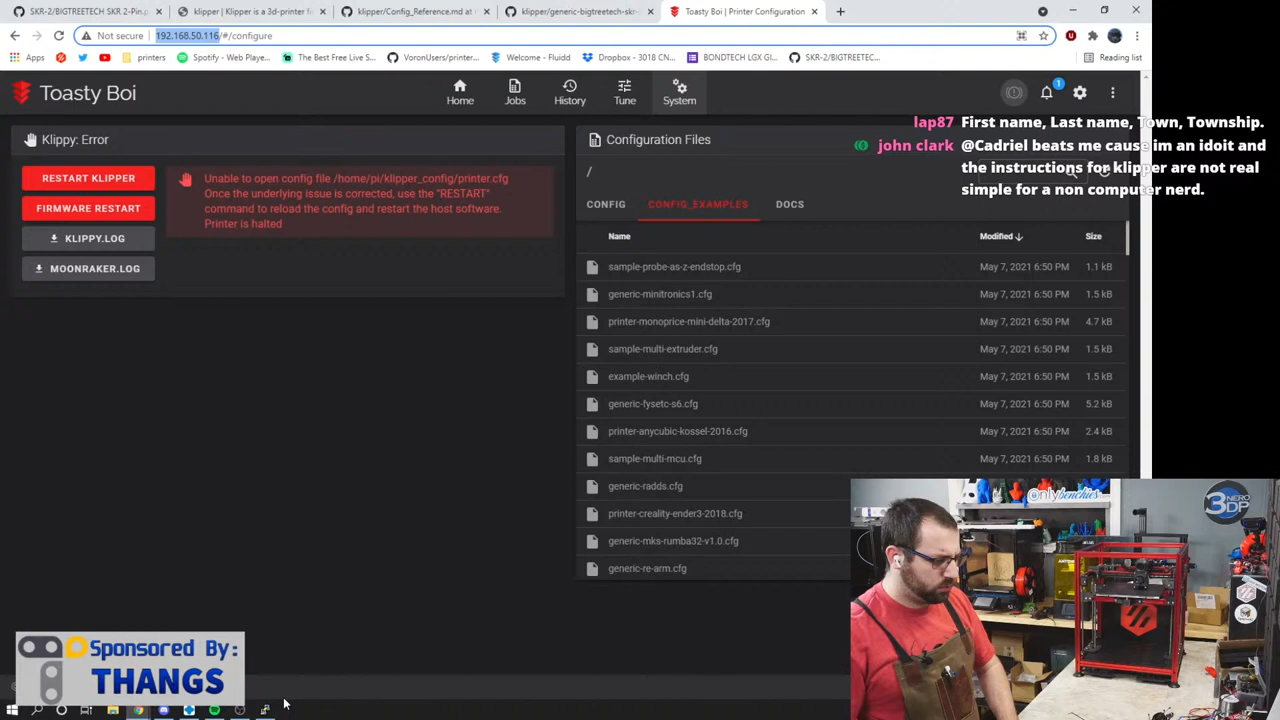 SKR-2/BIGTREETECH SKR 2-Pin.p
klipper | Klipper is a 3d-printer fi
klipper/Config_Reference.md at
klipper/generic-bigtreetech-skr-
Toasty Boi | Printer Configuration
Not secure | 192.168.50.116/#/configure
Apps
printers
Spotify - Web Playe...
The Best Free Live S...
VoronUsers/printer...
Welcome - Fluidd
Dropbox - 3018 CN...
BONDTECH LGX GI...
SKR-2/BIGTREETEC...
Reading list
Toasty Boi
Home
Jobs
History
Tune
System
1
lap87 First name, Last name, Town, Township.
john clark @Cadriel beats me cause im an idoit and
the instructions for klipper are not real
simple for a non computer nerd.
Klippy: Error
RESTART KLIPPER
FIRMWARE RESTART
KLIPPY.LOG
MOONRAKER.LOG
Unable to open config file /home/pi/klipper_config/printer.cfg
Once the underlying issue is corrected, use the "RESTART"
command to reload the config and restart the host software.
Printer is halted
Configuration Files
/
CONFIG
CONFIG_EXAMPLES
DOCS
Name Modified Size
sample-probe-as-z-endstop.cfg May 7, 2021 6:50 PM 1.1 kB
generic-minitronics1.cfg May 7, 2021 6:50 PM 1.5 kB
printer-monoprice-mini-delta-2017.cfg May 7, 2021 6:50 PM 4.7 kB
sample-multi-extruder.cfg May 7, 2021 6:50 PM 1.5 kB
example-winch.cfg May 7, 2021 6:50 PM 1.5 kB
generic-fysetc-s6.cfg May 7, 2021 6:50 PM 5.2 kB
printer-anycubic-kossel-2016.cfg May 7, 2021 6:50 PM 2.4 kB
sample-multi-mcu.cfg May 7, 2021 6:50 PM 1.8 kB
generic-radds.cfg
printer-creality-ender3-2018.cfg
generic-mks-rumba32-v1.0.cfg
generic-re-arm.cfg
Onlybenchies
NERO
3DP
Sponsored By:
THANGS